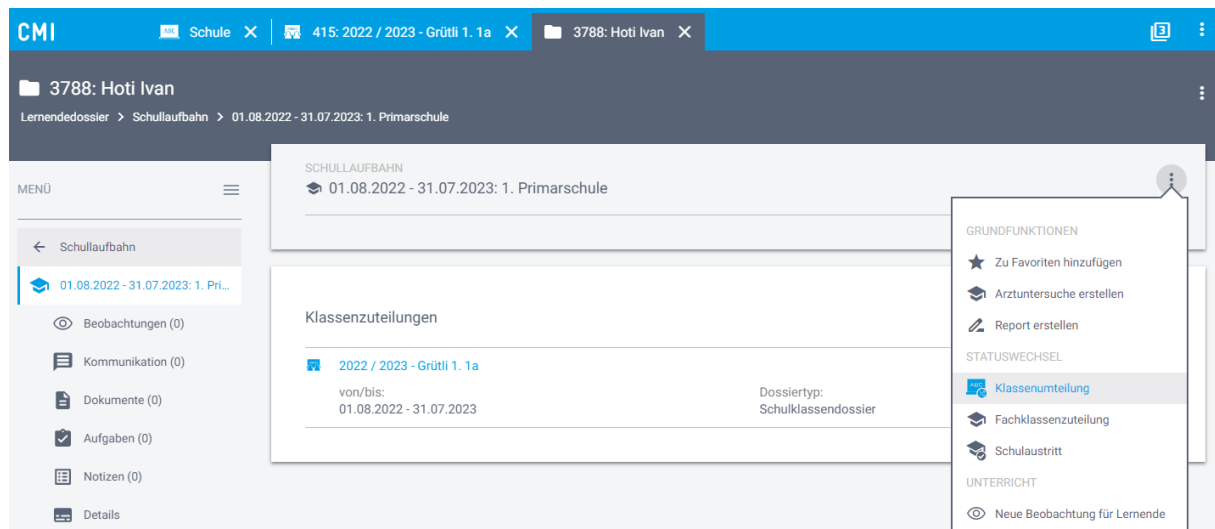 CMI
Schule
415: 2022 / 2023 - Grütli 1. 1a
3788: Hoti Ivan
3
3788: Hoti Ivan
Lernendedossier > Schullaufbahn > 01.08.2022 - 31.07.2023: 1. Primarschule
MENÜ
Schullaufbahn
01.08.2022 - 31.07.2023: 1. Pri...
Beobachtungen (0)
Kommunikation (0)
Dokumente (0)
Aufgaben (0)
Notizen (0)
Details
SCHULLAUFBAHN
01.08.2022 - 31.07.2023: 1. Primarschule
Klassenzuteilungen
2022 / 2023 - Grütli 1. 1a
von/bis:
01.08.2022 - 31.07.2023
Dossiertyp:
Schulklassendossier
GRUNDFUNKTIONEN
Zu Favoriten hinzufügen
Arztuntersuche erstellen
Report erstellen
STATUSWECHSEL
Klassenumteilung
Fachklassenzuteilung
Schulaustritt
UNTERRICHT
Neue Beobachtung für Lernende